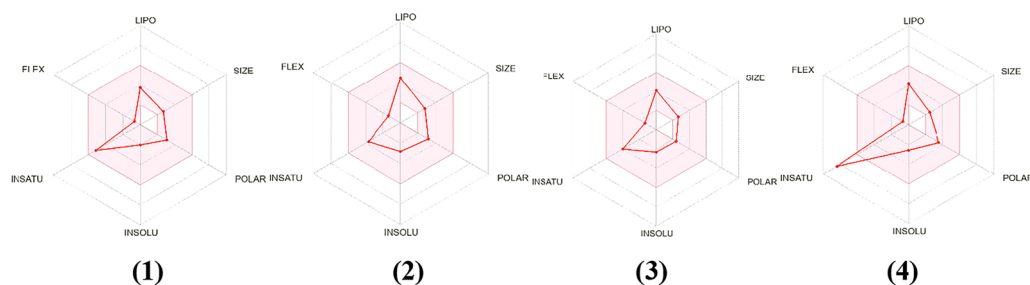 LIPO LIPO LIPO LIPO
FLEX SIZE FLEX SIZE FLEX SIZE FLEX SIZE
INSATU POLAR INSATU POLAR INSATU POLAR INSATU POLAR
INSOLU INSOLU INSOLU INSOLU
(1) (2) (3) (4)